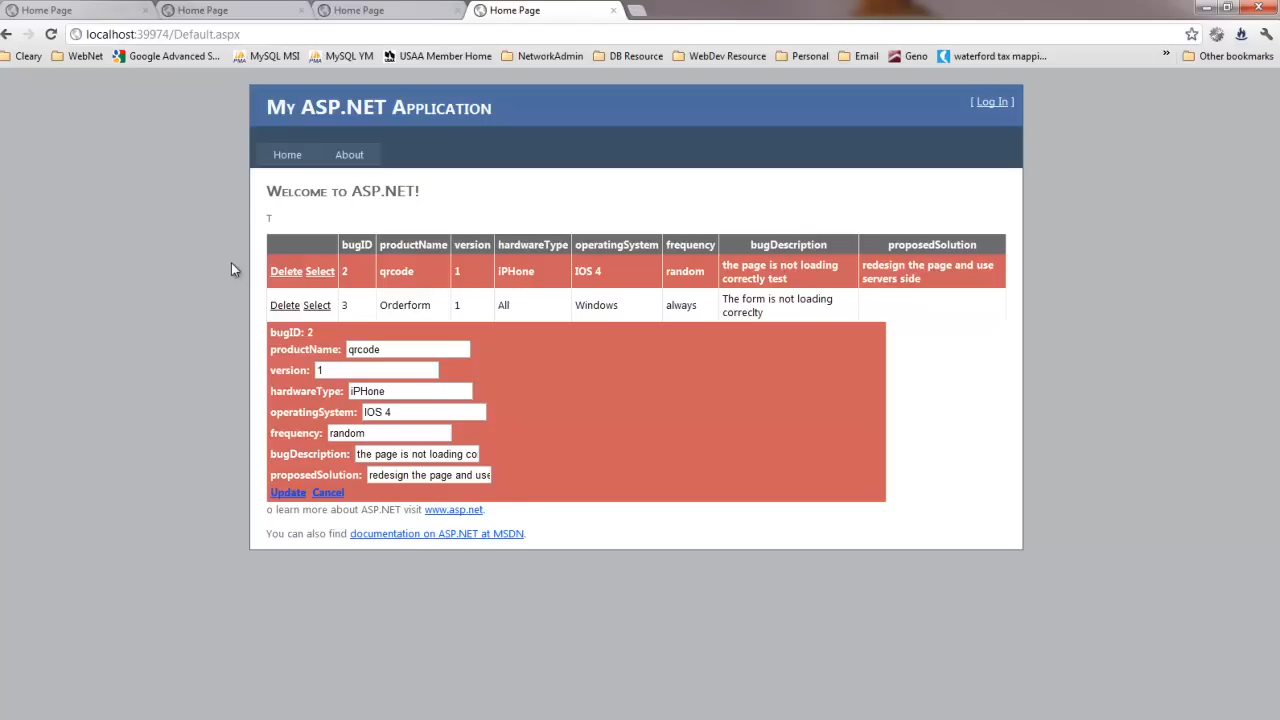 Home Page Home Page Home Page Home Page
localhost:39974/Default.aspx
Cleary WebNet Google Advanced S... MySQL MSI MySQL YM USAA Member Home NetworkAdmin DB Resource WebDev Resource Personal Email Geno waterford tax mappi... » Other bookmarks
My ASP.NET Application [ Log In ]
Home About
Welcome to ASP.NET!
T
bugID productName version hardwareType operatingSystem frequency bugDescription proposedSolution
Delete Select 2 qrcode 1 iPHone IOS 4 random the page is not loading redesign the page and use
correctly test servers side
Delete Select 3 Orderform 1 All Windows always The form is not loading
correclty
bugID: 2
productName: qrcode
version: 1
hardwareType: iPHone
operatingSystem: IOS 4
frequency: random
bugDescription: the page is not loading co
proposedSolution: redesign the page and use
Update Cancel
o learn more about ASP.NET visit www.asp.net.
You can also find documentation on ASP.NET at MSDN.